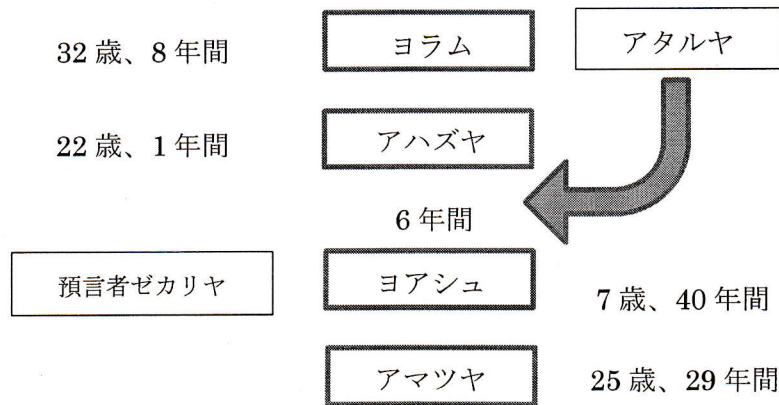 32 歳、8 年間
ヨラム
アタルヤ
22 歳、1 年間
アハズヤ
6 年間
預言者ゼカリヤ
ヨアシュ
7 歳、40 年間
アマツヤ
25 歳、29 年間